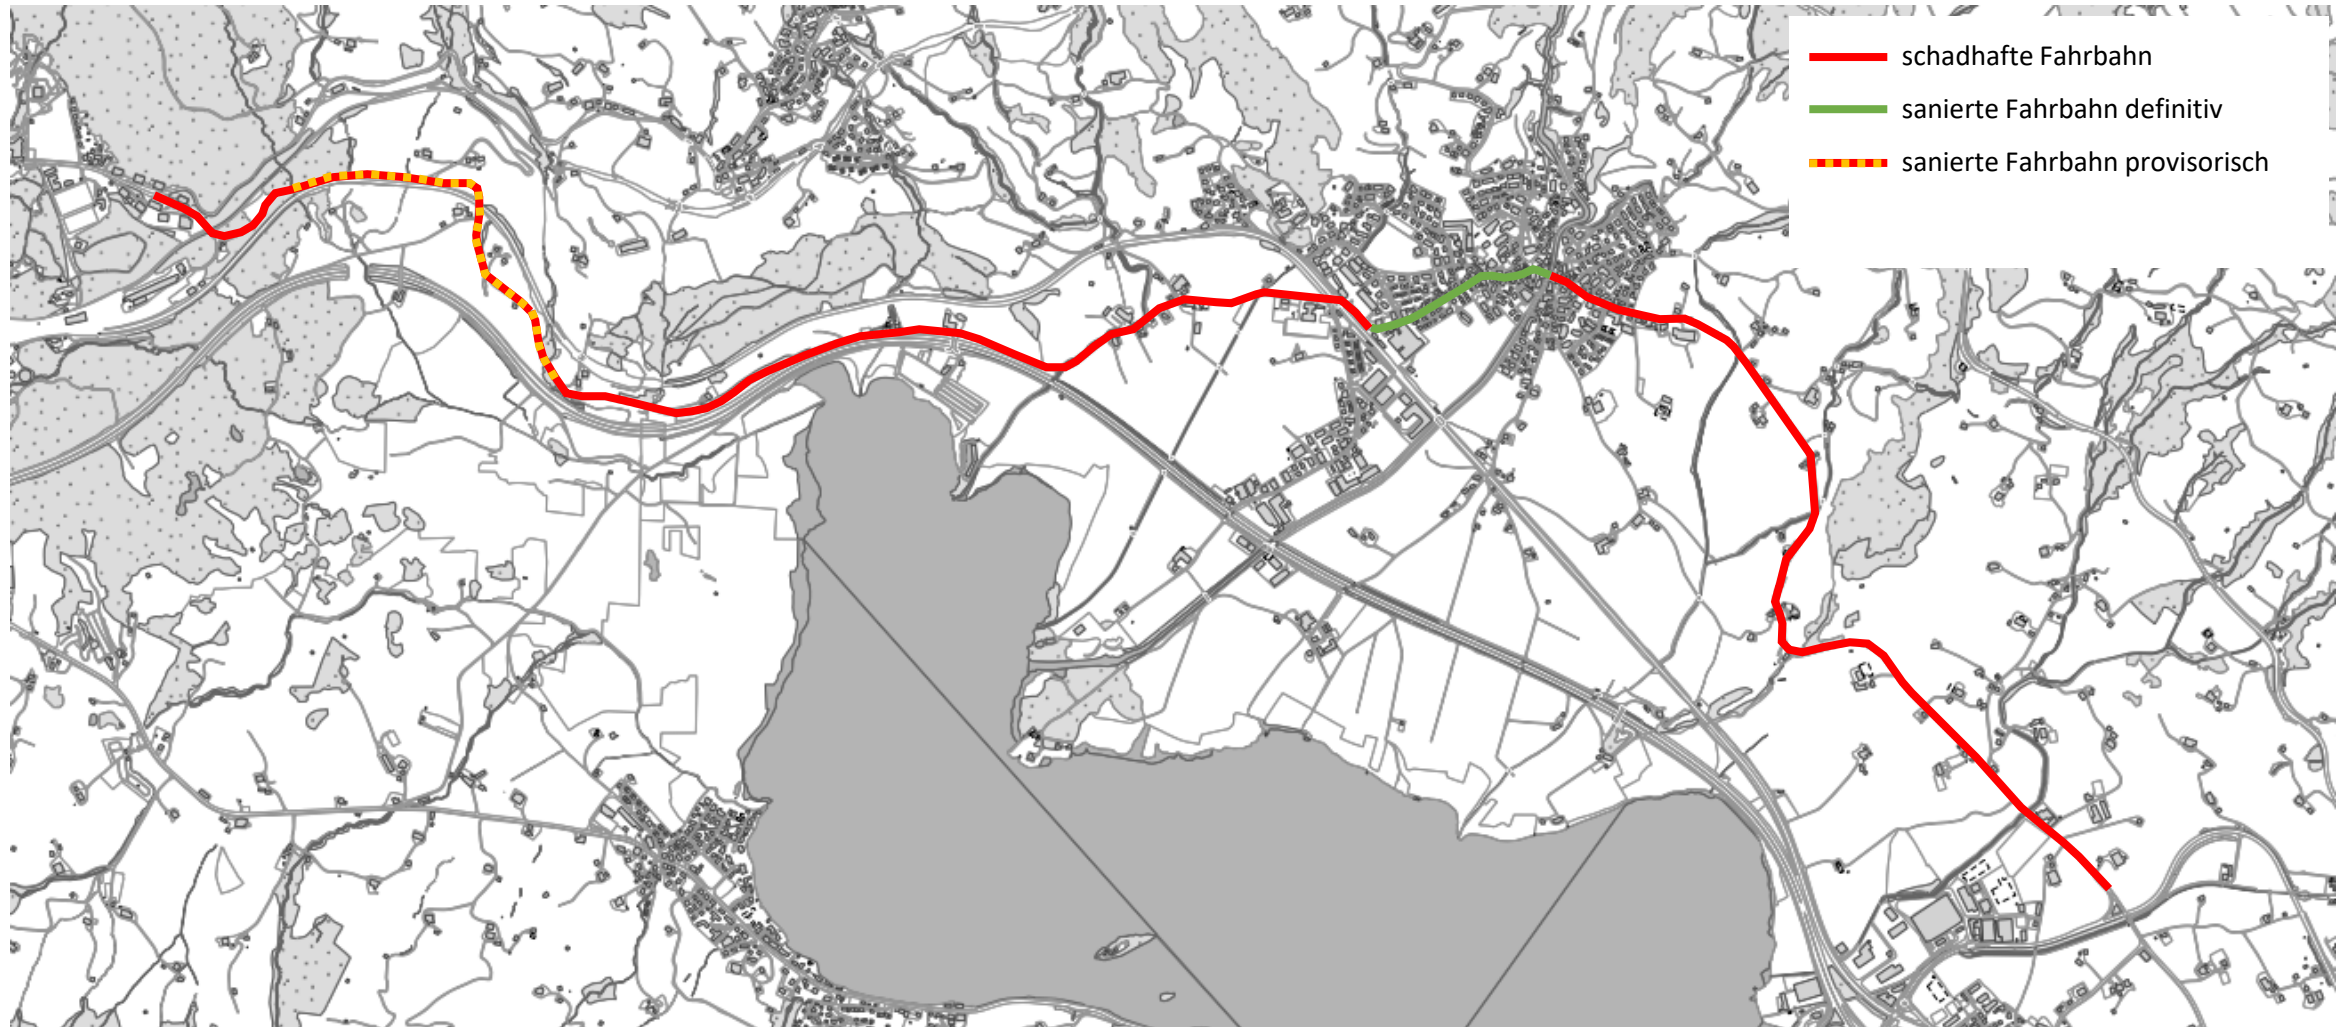 schadhafte Fahrbahn
sanierte Fahrbahn definitiv
sanierte Fahrbahn provisorisch